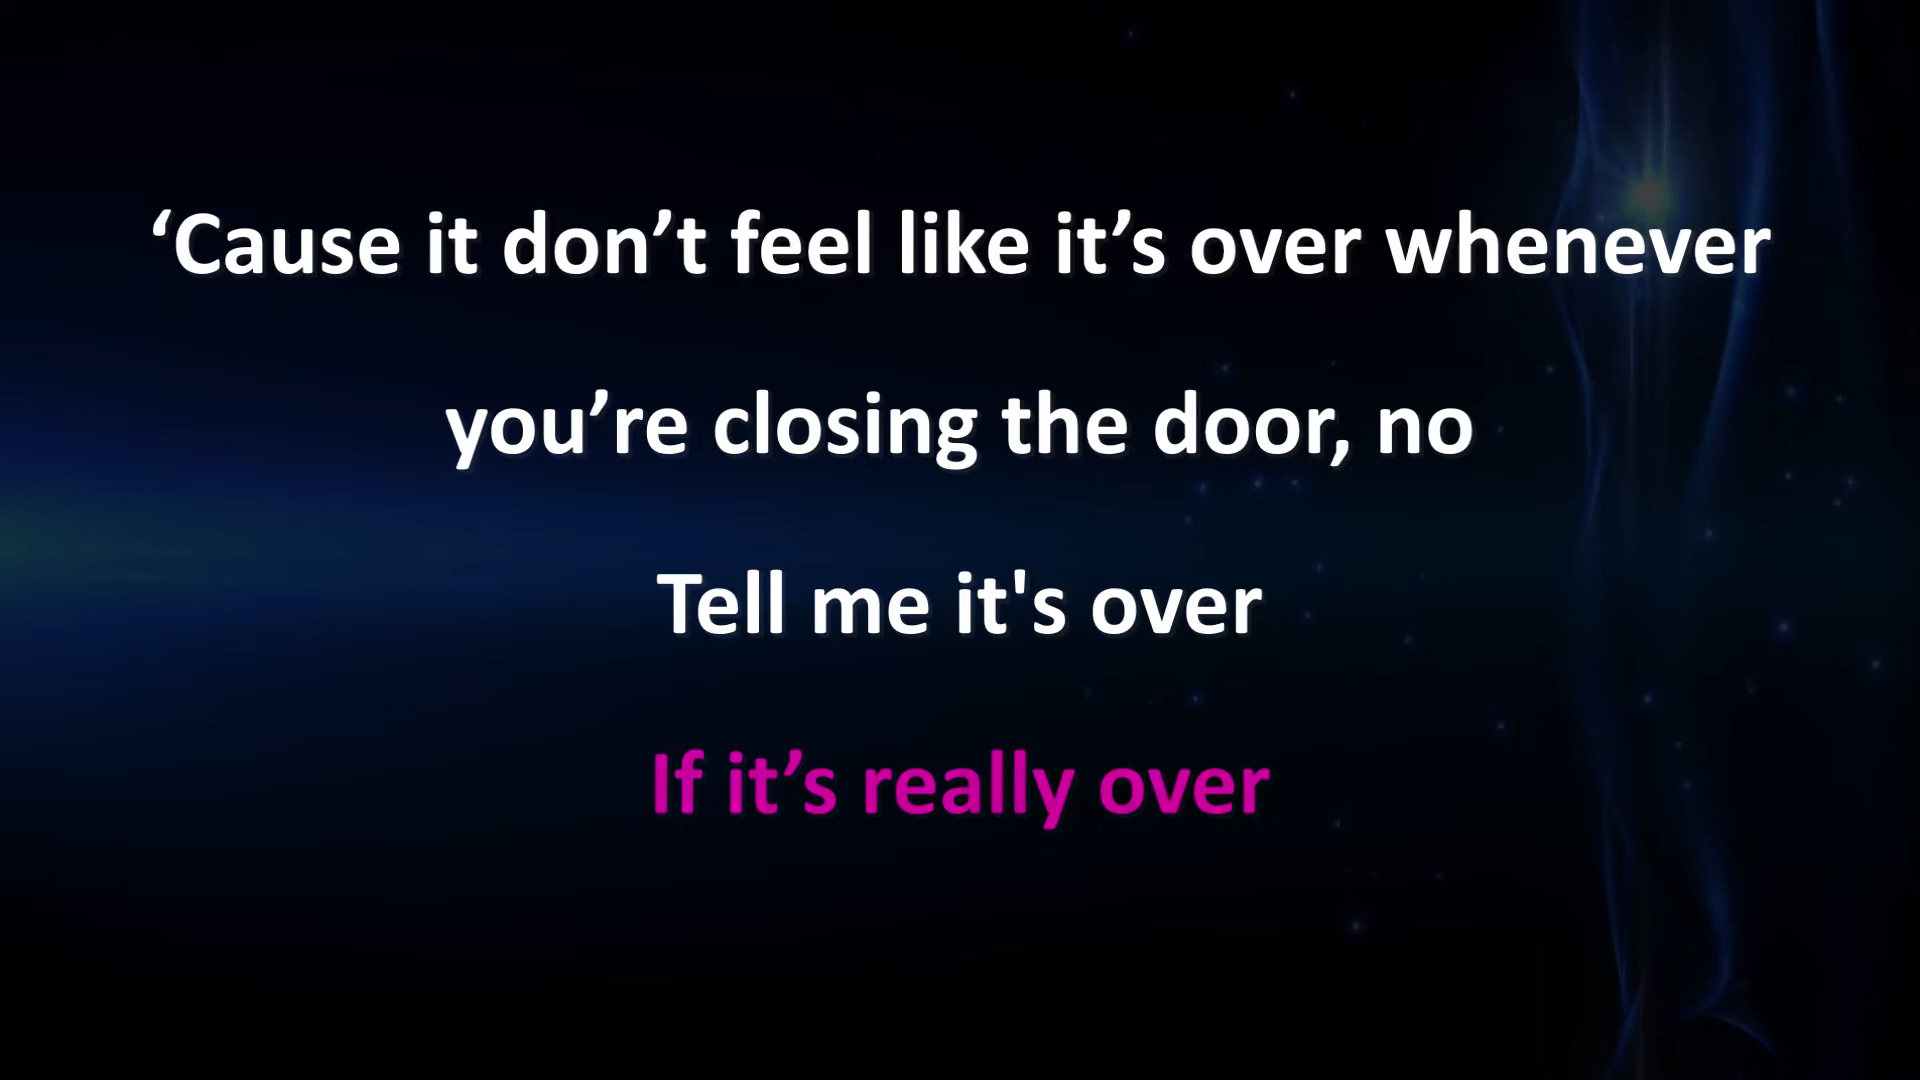 ‘Cause it don’t feel like it’s over whenever
you’re closing the door, no
Tell me it's over
If it’s really over